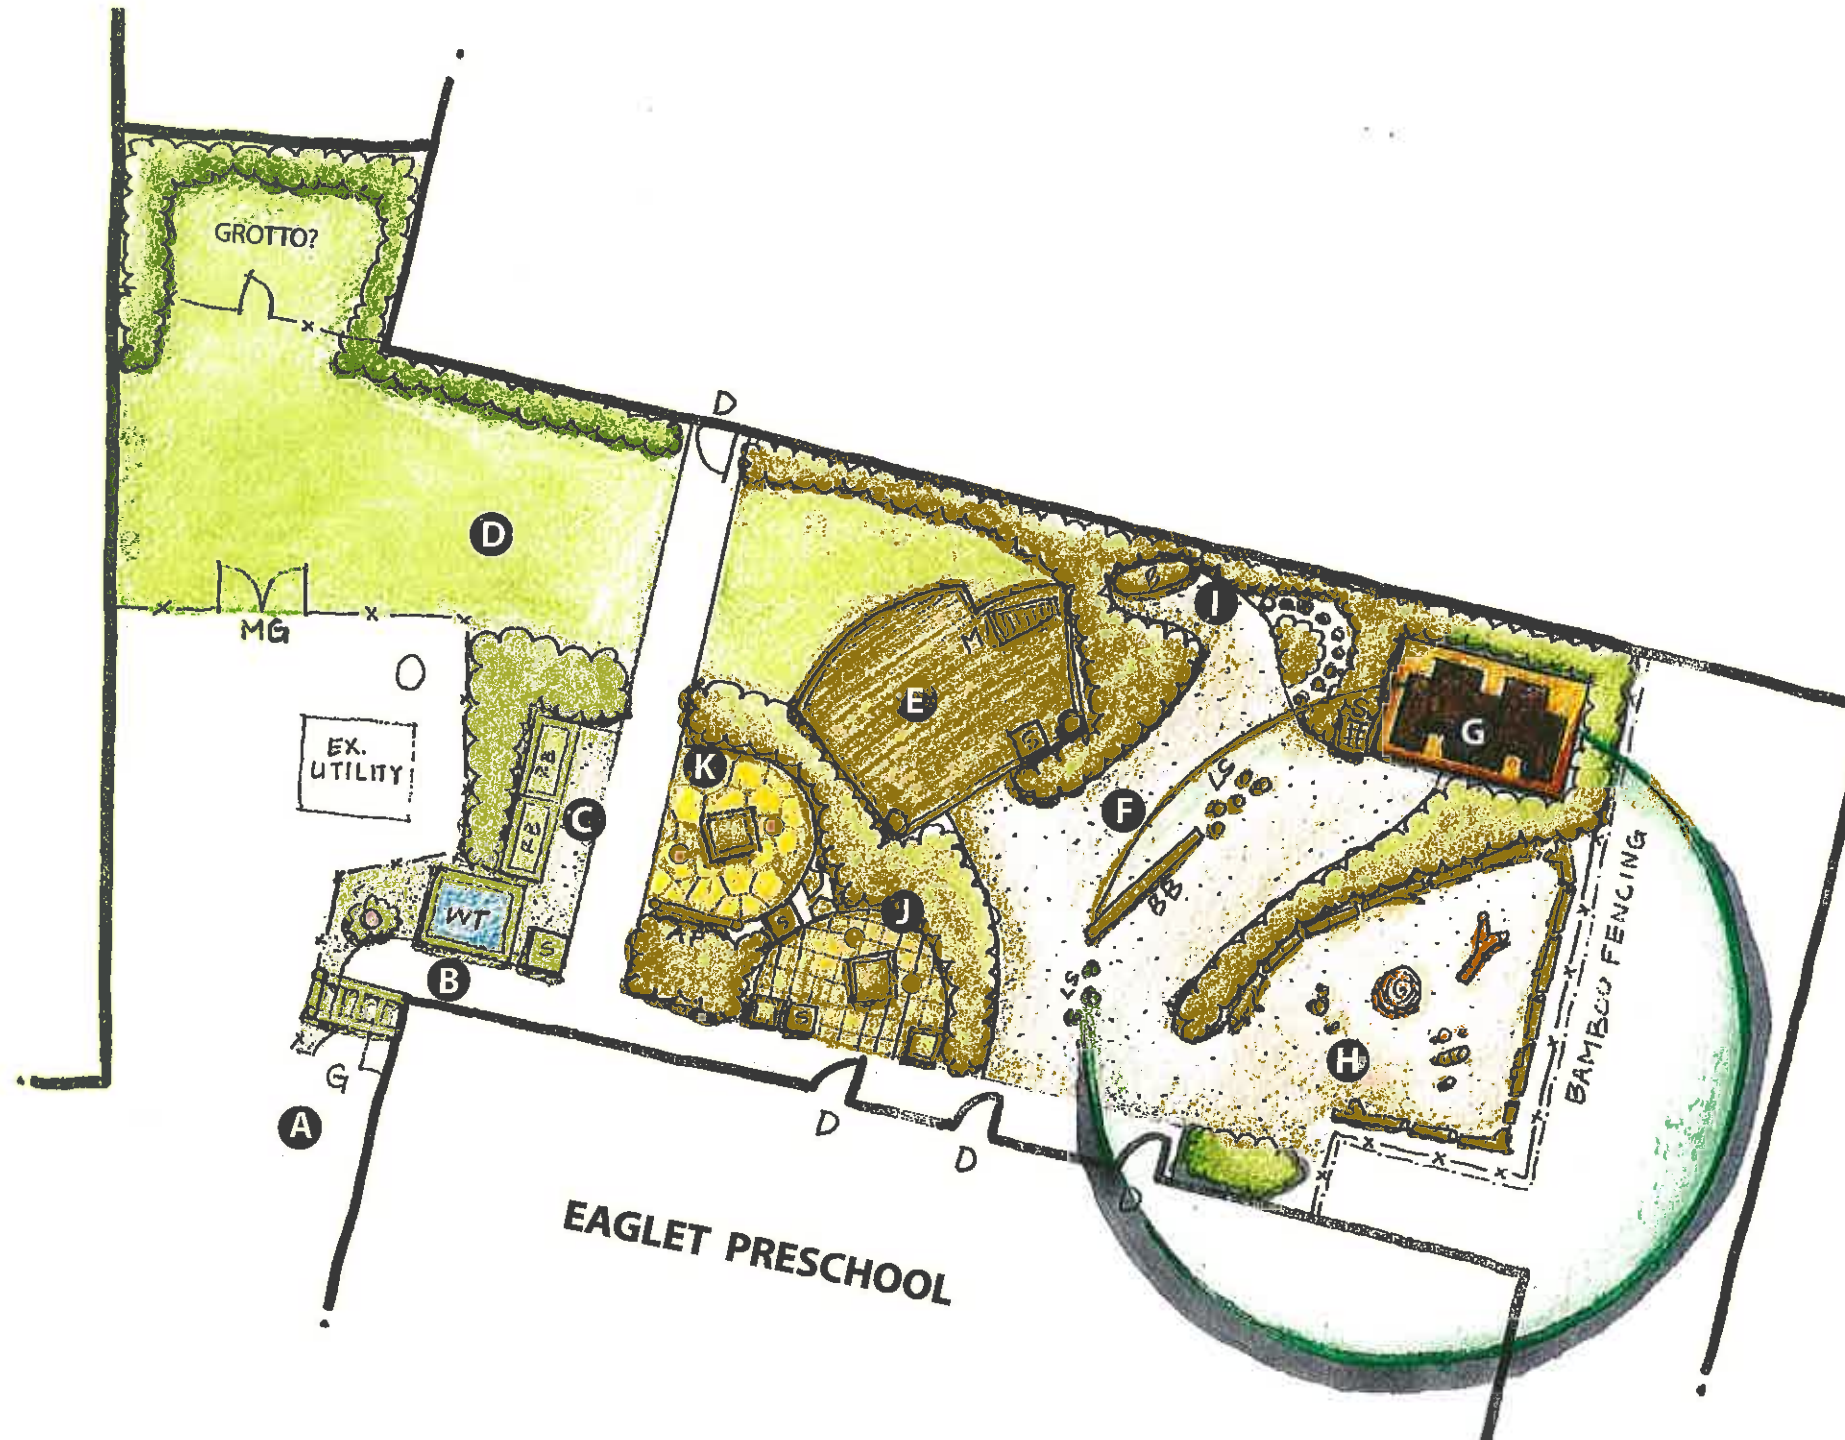 GROTTO?
D
D
MG
EX.
UTILITY
RB
RB
C
WT
S
B
G
A
B
I
M
E
S
K
S
J
S
D
D
D
F
LS
BB
LS
S
G
H
BAMBOO FENCING
EAGLET PRESCHOOL